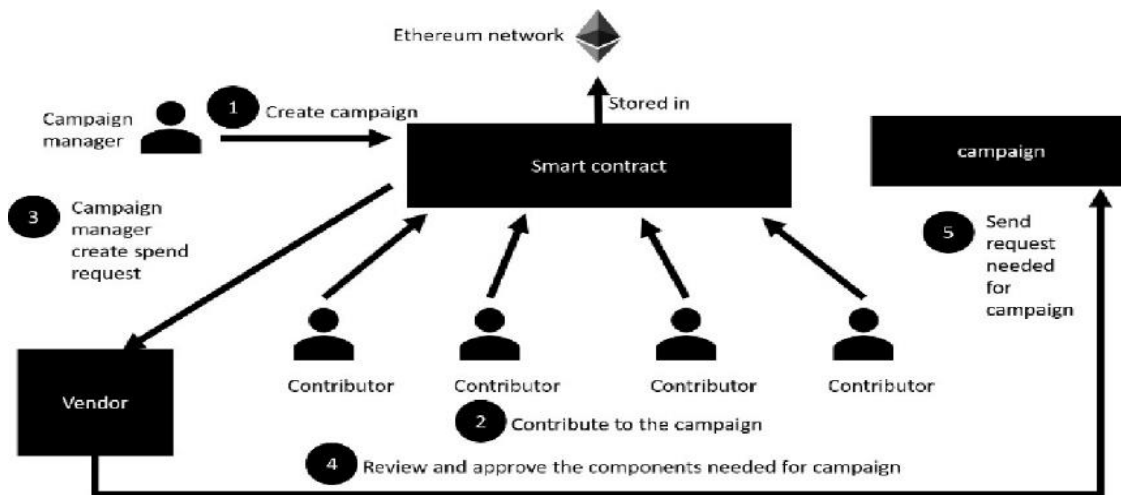 Ethereum network
1
Create campaign
Stored in
Campaign
manager
Smart contract
campaign
3
Campaign
manager
create spend
request
5
Send
request
needed
for
campaign
Contributor
Contributor
Contributor
Contributor
Vendor
2
Contribute to the campaign
4
Review and approve the components needed for campaign